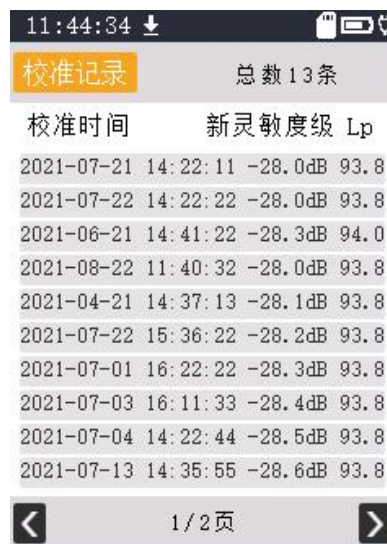 11:44:34
校准记录 总数13条
校准时间 新灵敏度级 Lp
2021-07-21 14:22:11 -28.0dB 93.8
2021-07-22 14:22:22 -28.0dB 93.8
2021-06-21 14:41:22 -28.3dB 94.0
2021-08-22 11:40:32 -28.0dB 93.8
2021-04-21 14:37:13 -28.1dB 93.8
2021-07-22 15:36:22 -28.2dB 93.8
2021-07-01 16:22:22 -28.3dB 93.8
2021-07-03 16:11:33 -28.4dB 93.8
2021-07-04 14:22:44 -28.5dB 93.8
2021-07-13 14:35:55 -28.6dB 93.8
1/2页